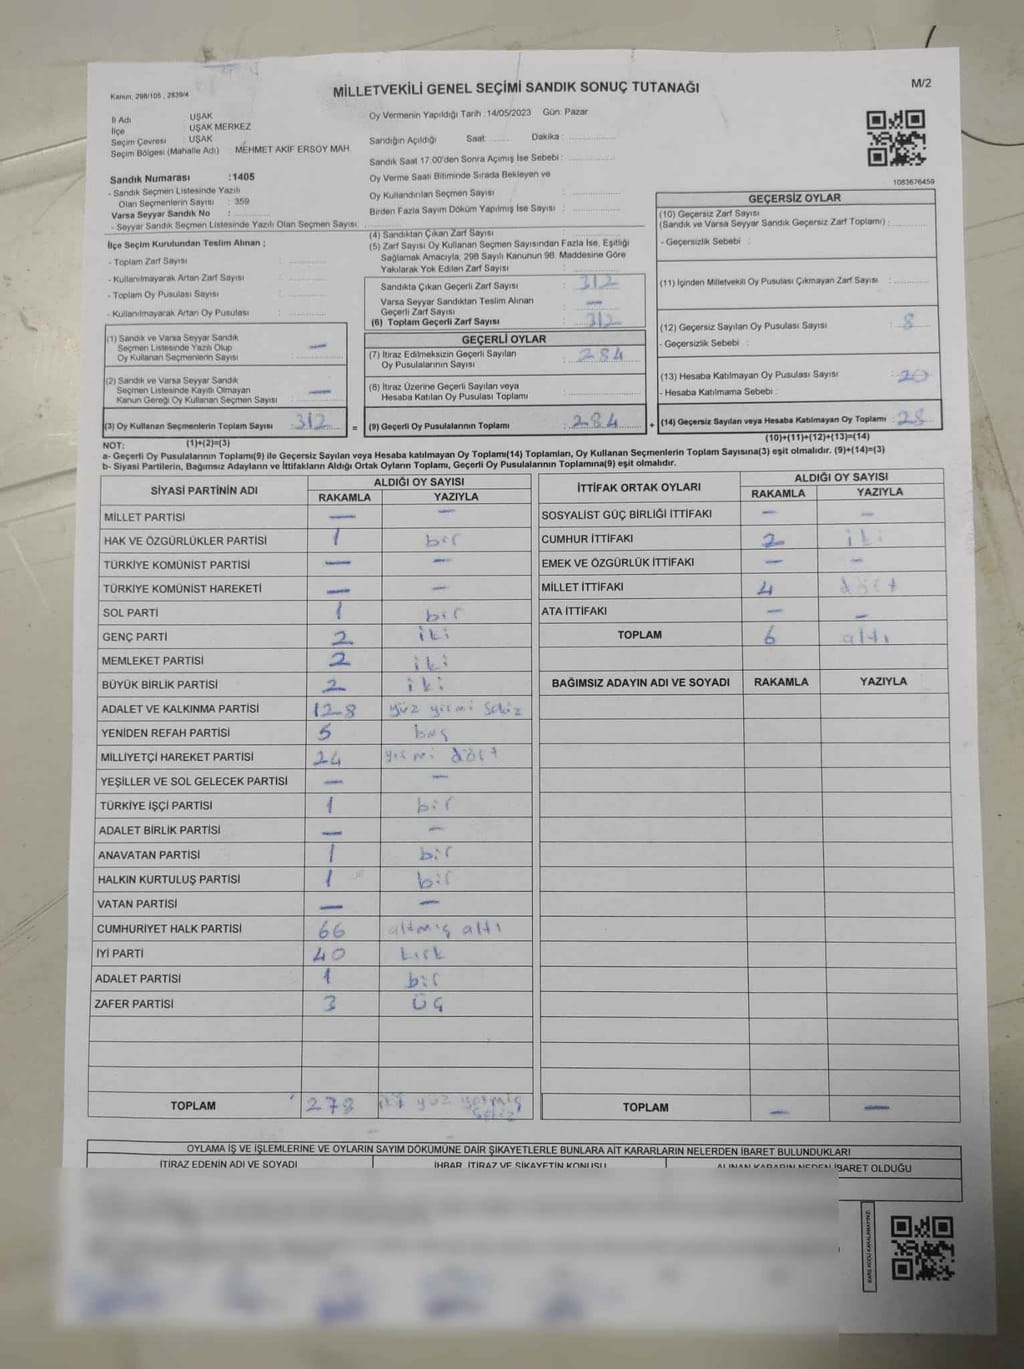 Kanun, 298/105, 2839/4
MİLLETVEKİLİ GENEL SEÇİMİ SANDIK SONUÇ TUTANAĞI
M/2
İl Adı UŞAK
İlçe UŞAK MERKEZ
Seçim Çevresi UŞAK
Seçim Bölgesi (Mahalle Adı) MEHMET AKİF ERSOY MAH.
Sandık Numarası :1405
- Sandık Seçmen Listesinde Yazılı
Olan Seçmenlerin Sayısı : 359
Varsa Seyyar Sandık No :
- Seyyar Sandık Seçmen Listesinde Yazılı Olan Seçmen Sayısı
İlçe Seçim Kurulundan Teslim Alınan ;
- Toplam Zarf Sayısı
- Kullanılmayarak Artan Zarf Sayısı
- Toplam Oy Pusulası Sayısı
- Kullanılmayarak Artan Oy Pusulası
Oy Vermenin Yapıldığı Tarih : 14/05/2023 Gün: Pazar
Sandığın Açıldığı Saat: Dakika :
Sandık Saat 17:00'den Sonra Açımış İse Sebebi :
Oy Verme Saati Bitiminde Sırada Bekleyen ve
Oy Kullandırılan Seçmen Sayısı :
Birden Fazla Sayım Döküm Yapılmış İse Sayısı :
(4) Sandıktan Çıkan Zarf Sayısı
(5) Zarf Sayısı Oy Kullanan Seçmen Sayısından Fazla İse, Eşitliği
Sağlamak Amacıyla, 298 Sayılı Kanunun 98. Maddesine Göre
Yakılarak Yok Edilen Zarf Sayısı :
Sandıkta Çıkan Geçerli Zarf Sayısı : 312
Varsa Seyyar Sandıktan Teslim Alınan
Geçerli Zarf Sayısı : —
(6) Toplam Geçerli Zarf Sayısı : 312
1083676459
GEÇERSİZ OYLAR
(10) Geçersiz Zarf Sayısı
(Sandık ve Varsa Seyyar Sandık Geçersiz Zarf Toplamı) :
- Geçersizlik Sebebi :
(11) İçinden Milletvekili Oy Pusulası Çıkmayan Zarf Sayısı :
(12) Geçersiz Sayılan Oy Pusulası Sayısı : 8
- Geçersizlik Sebebi :
(13) Hesaba Katılmayan Oy Pusulası Sayısı : 20
- Hesaba Katılmama Sebebi :
(14) Geçersiz Sayılan veya Hesaba Katılmayan Oy Toplamı : 28
(10)+(11)+(12)+(13)=(14)
(1) Sandık ve Varsa Seyyar Sandık
Seçmen Listesinde Yazılı Olup
Oy Kullanan Seçmenlerin Sayısı : —
(2) Sandık ve Varsa Seyyar Sandık
Seçmen Listesinde Kayıtlı Olmayan
Kanun Gereği Oy Kullanan Seçmen Sayısı : —
(3) Oy Kullanan Seçmenlerin Toplam Sayısı : 312 =
GEÇERLİ OYLAR
(7) İtiraz Edilmeksizin Geçerli Sayılan
Oy Pusulalarının Sayısı : 284
(8) İtiraz Üzerine Geçerli Sayılan veya
Hesaba Katılan Oy Pusulası Toplamı :
(9) Geçerli Oy Pusulalarının Toplamı : 284 +
NOT: (1)+(2)=(3)
a- Geçerli Oy Pusulalarının Toplamı(9) ile Geçersiz Sayılan veya Hesaba katılmayan Oy Toplamı(14) Toplamları, Oy Kullanan Seçmenlerin Toplam Sayısına(3) eşit olmalıdır. (9)+(14)=(3)
b- Siyasi Partilerin, Bağımsız Adayların ve İttifakların Aldığı Ortak Oyların Toplamı, Geçerli Oy Pusulalarının Toplamına(9) eşit olmalıdır.
SİYASİ PARTİNİN ADI ALDIĞI OY SAYISI
RAKAMLA YAZIYLA
MİLLET PARTİSİ — —
HAK VE ÖZGÜRLÜKLER PARTİSİ 1 bir
TÜRKİYE KOMÜNİST PARTİSİ — —
TÜRKİYE KOMÜNİST HAREKETİ — —
SOL PARTİ 1 bir
GENÇ PARTİ 2 iki
MEMLEKET PARTİSİ 2 iki
BÜYÜK BİRLİK PARTİSİ 2 iki
ADALET VE KALKINMA PARTİSİ 128 yüz yirmi sekiz
YENİDEN REFAH PARTİSİ 5 beş
MİLLİYETÇİ HAREKET PARTİSİ 24 yirmi dört
YEŞİLLER VE SOL GELECEK PARTİSİ — —
TÜRKİYE İŞÇİ PARTİSİ 1 bir
ADALET BİRLİK PARTİSİ — —
ANAVATAN PARTİSİ 1 bir
HALKIN KURTULUŞ PARTİSİ 1 bir
VATAN PARTİSİ — —
CUMHURİYET HALK PARTİSİ 66 altmış altı
İYİ PARTİ 40 kırk
ADALET PARTİSİ 1 bir
ZAFER PARTİSİ 3 üç
TOPLAM 278 iki yüz yetmiş sekiz
İTTİFAK ORTAK OYLARI ALDIĞI OY SAYISI
RAKAMLA YAZIYLA
SOSYALİST GÜÇ BİRLİĞİ İTTİFAKI — —
CUMHUR İTTİFAKI 2 iki
EMEK VE ÖZGÜRLÜK İTTİFAKI — —
MİLLET İTTİFAKI 4 dört
ATA İTTİFAKI — —
TOPLAM 6 altı
BAĞIMSIZ ADAYIN ADI VE SOYADI RAKAMLA YAZIYLA
TOPLAM — —
OYLAMA İŞ VE İŞLEMLERİNE VE OYLARIN SAYIM DÖKÜMÜNE DAİR ŞİKAYETLERLE BUNLARA AİT KARARLARIN NELERDEN İBARET BULUNDUKLARI
İTİRAZ EDENİN ADI VE SOYADI İHBAR, İTİRAZ VE ŞİKAYETİN KONUSU ALINAN KARARIN NEDEN İBARET OLDUĞU
KARE KODU KARALAMAYINIZ.